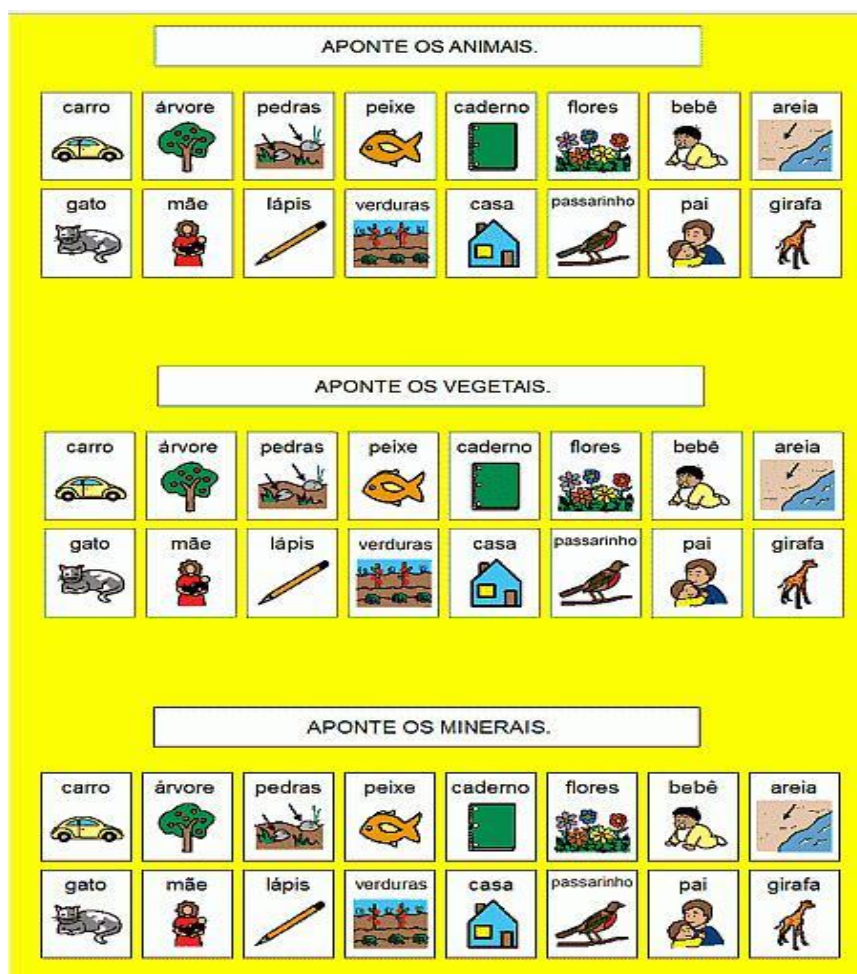 APONTE OS ANIMAIS.
carro árvore pedras peixe caderno flores bebê areia
gato mãe lápis verduras casa passarinho pai girafa
APONTE OS VEGETAIS.
carro árvore pedras peixe caderno flores bebê areia
gato mãe lápis verduras casa passarinho pai girafa
APONTE OS MINERAIS.
carro árvore pedras peixe caderno flores bebê areia
gato mãe lápis verduras casa passarinho pai girafa